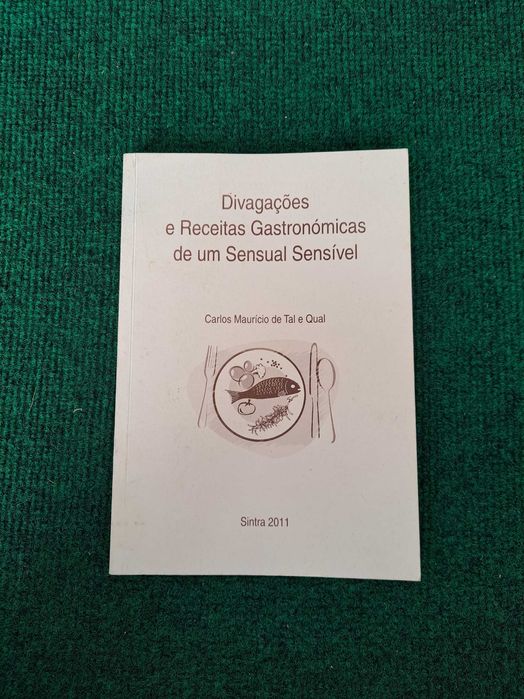 Divagações
e Receitas Gastronómicas
de um Sensual Sensível
Carlos Maurício de Tal e Qual
Sintra 2011